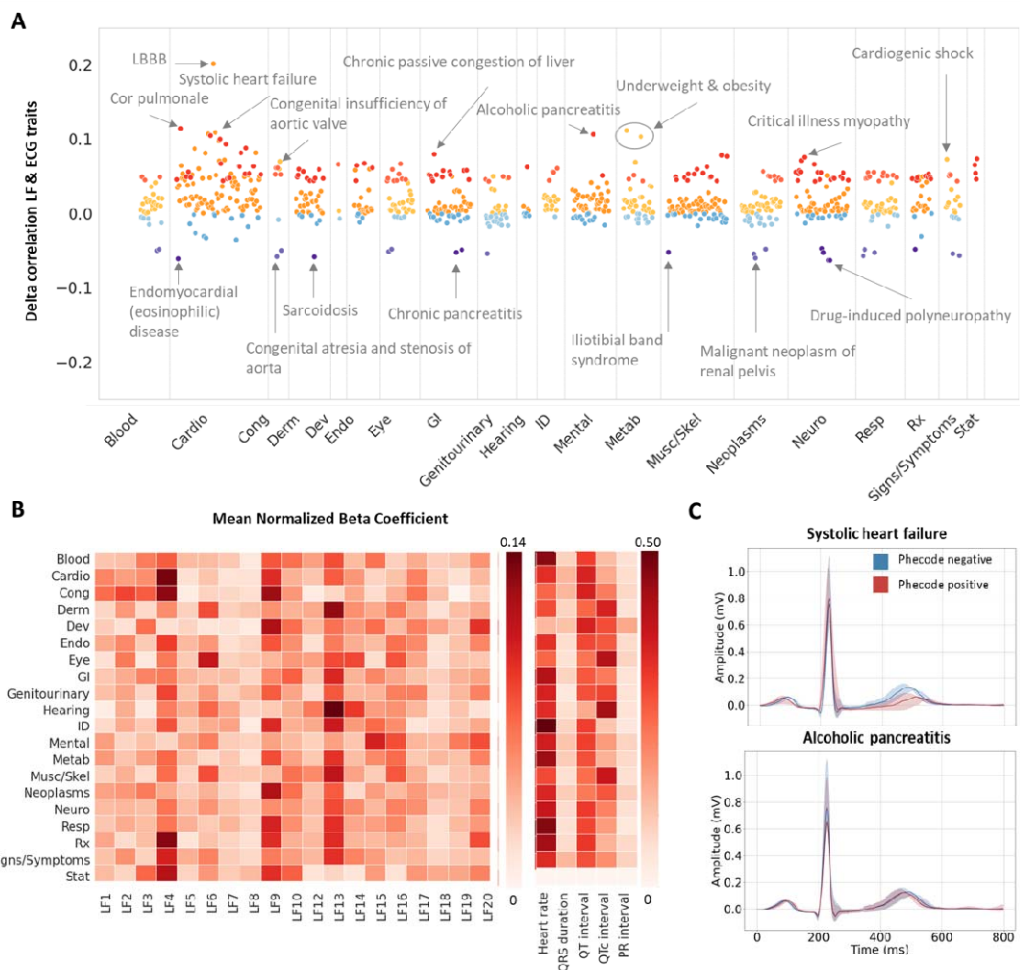 A
Delta correlation LF & ECG traits
0.2
0.1
0.0
−0.1
−0.2
LBBB
Systolic heart failure
Cor pulmonale
Congenital insufficiency of
aortic valve
Chronic passive congestion of liver
Alcoholic pancreatitis
Underweight & obesity
Cardiogenic shock
Critical illness myopathy
Endomyocardial
(eosinophilic)
disease
Sarcoidosis
Congenital atresia and stenosis of
aorta
Chronic pancreatitis
Iliotibial band
syndrome
Malignant neoplasm of
renal pelvis
Drug-induced polyneuropathy
Blood
Cardio
Cong
Derm
Dev
Endo
Eye
GI
Genitourinary
Hearing
ID
Mental
Metab
Musc/Skel
Neoplasms
Neuro
Resp
Rx
Signs/Symptoms
Stat
B
Mean Normalized Beta Coefficient
Blood
Cardio
Cong
Derm
Dev
Endo
Eye
GI
Genitourinary
Hearing
ID
Mental
Metab
Musc/Skel
Neoplasms
Neuro
Resp
Rx
gns/Symptoms
Stat
LF1
LF2
LF3
LF4
LF5
LF6
LF7
LF8
LF9
LF10
LF12
LF13
LF14
LF15
LF16
LF17
LF18
LF19
LF20
0.14
0
Heart rate
QRS duration
QT interval
QTc interval
PR interval
0.50
0
C
Systolic heart failure
Phecode negative
Phecode positive
Amplitude (mV)
1.0
0.8
0.6
0.4
0.2
0.0
Alcoholic pancreatitis
Amplitude (mV)
1.0
0.8
0.6
0.4
0.2
0.0
0
200
400
600
800
Time (ms)